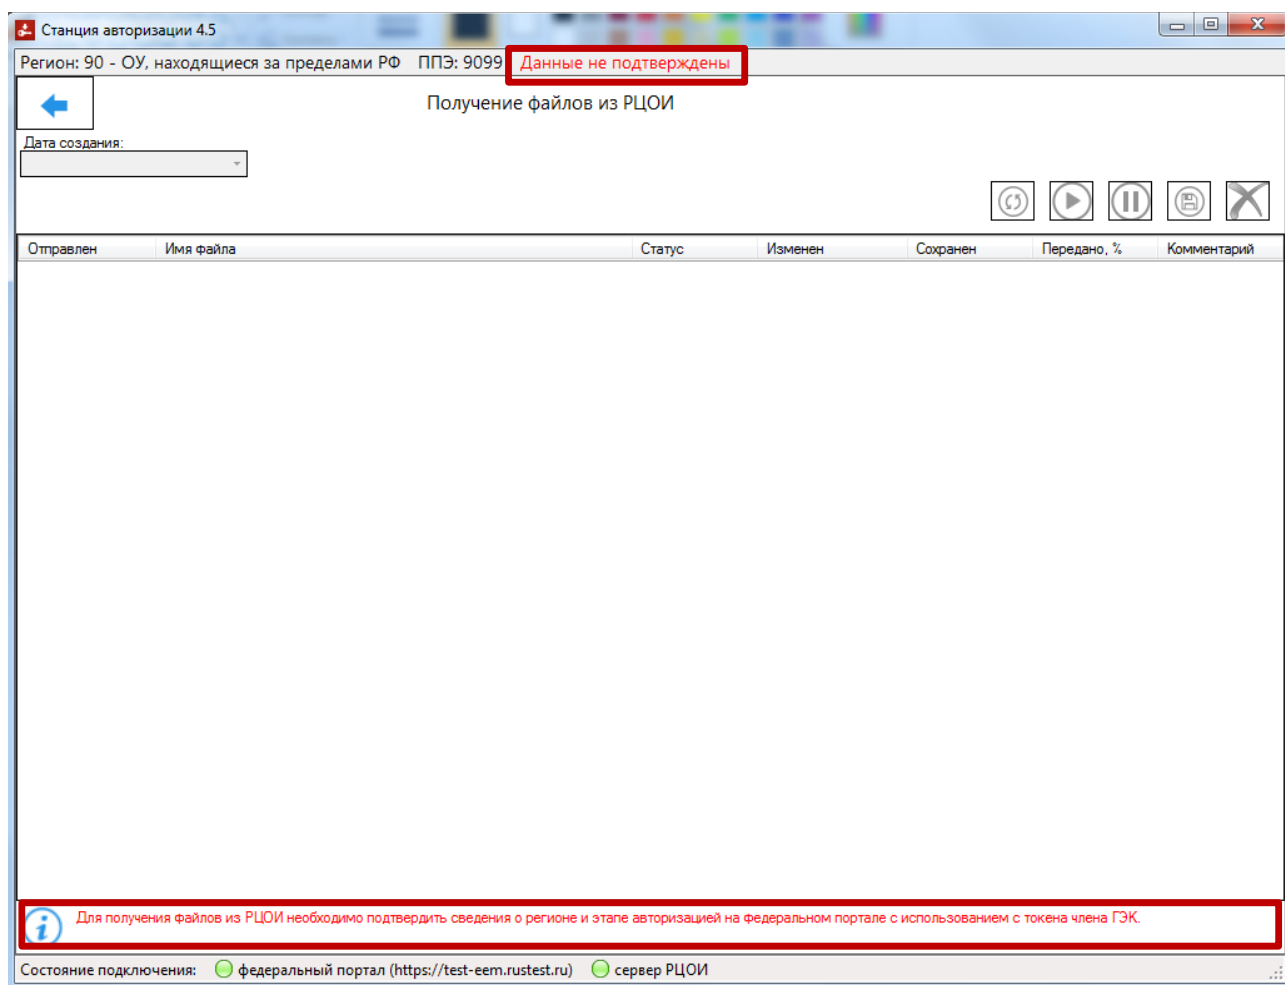 Станция авторизации 4.5
Регион: 90 - ОУ, находящиеся за пределами РФ ППЭ: 9099 Данные не подтверждены
Получение файлов из РЦОИ
Дата создания:
Отправлен Имя файла Статус Изменен Сохранен Передано, % Комментарий
Для получения файлов из РЦОИ необходимо подтвердить сведения о регионе и этапе авторизацией на федеральном портале с использованием с токена члена ГЭК.
Состояние подключения: федеральный портал (https://test-eem.rustest.ru) сервер РЦОИ